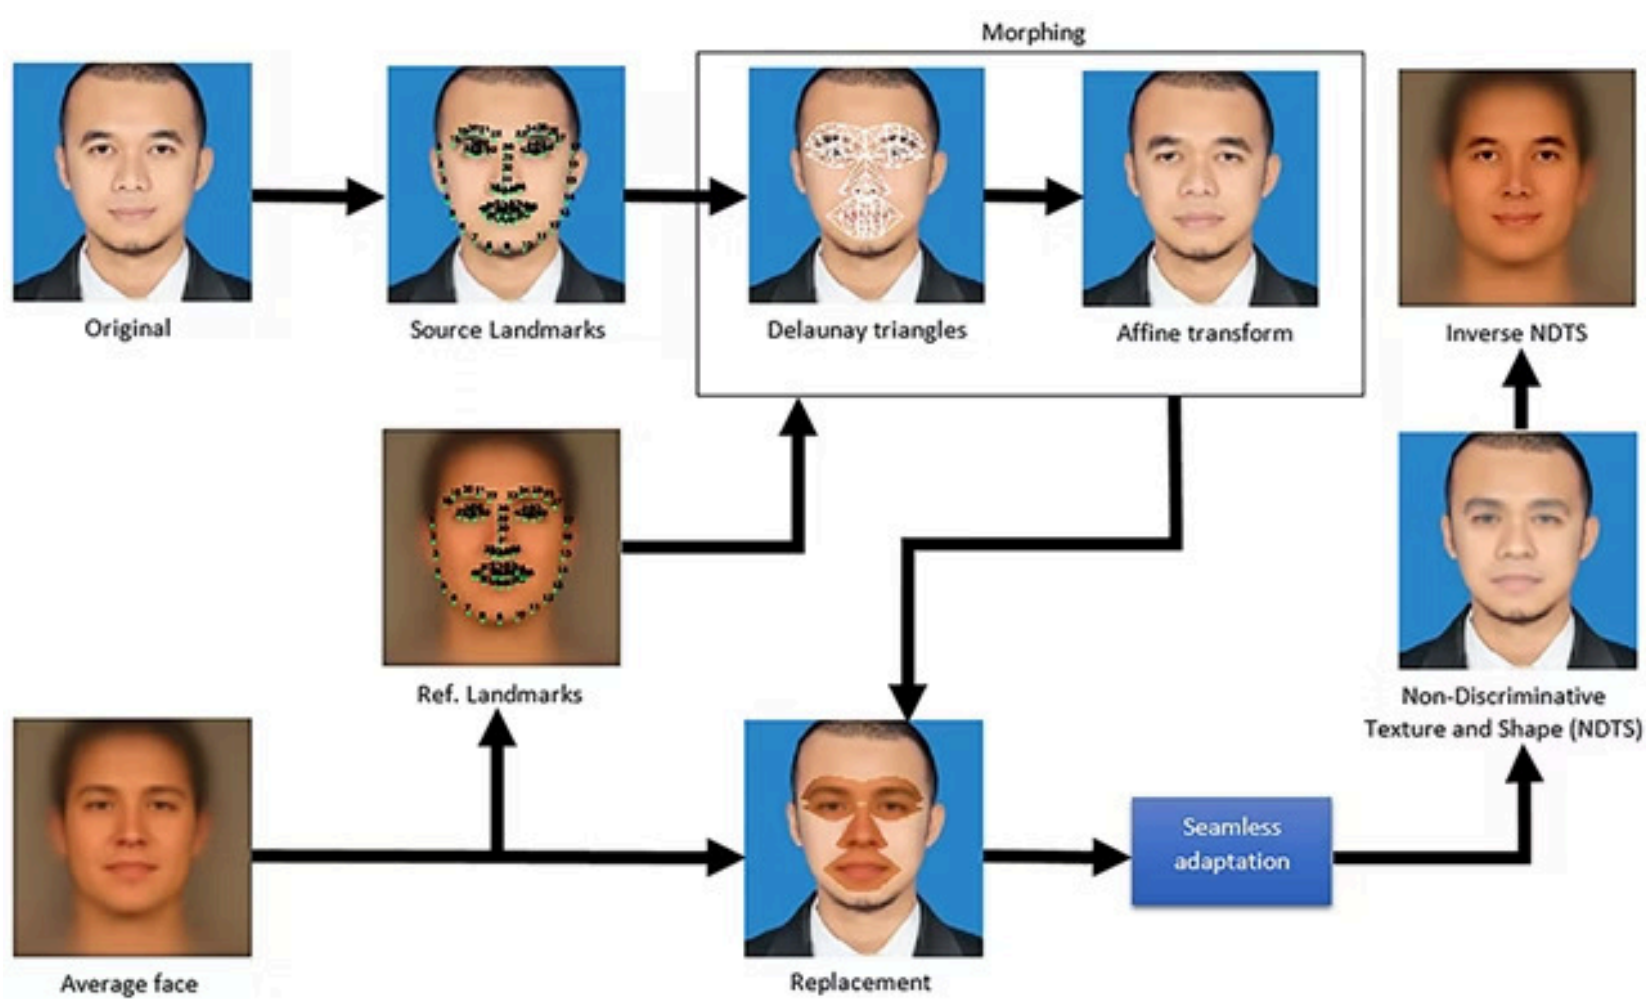 Morphing
Original
Source Landmarks
Delaunay triangles
Affine transform
Inverse NDTS
Ref. Landmarks
Non-Discriminative
Texture and Shape (NDTS)
Seamless
adaptation
Average face
Replacement